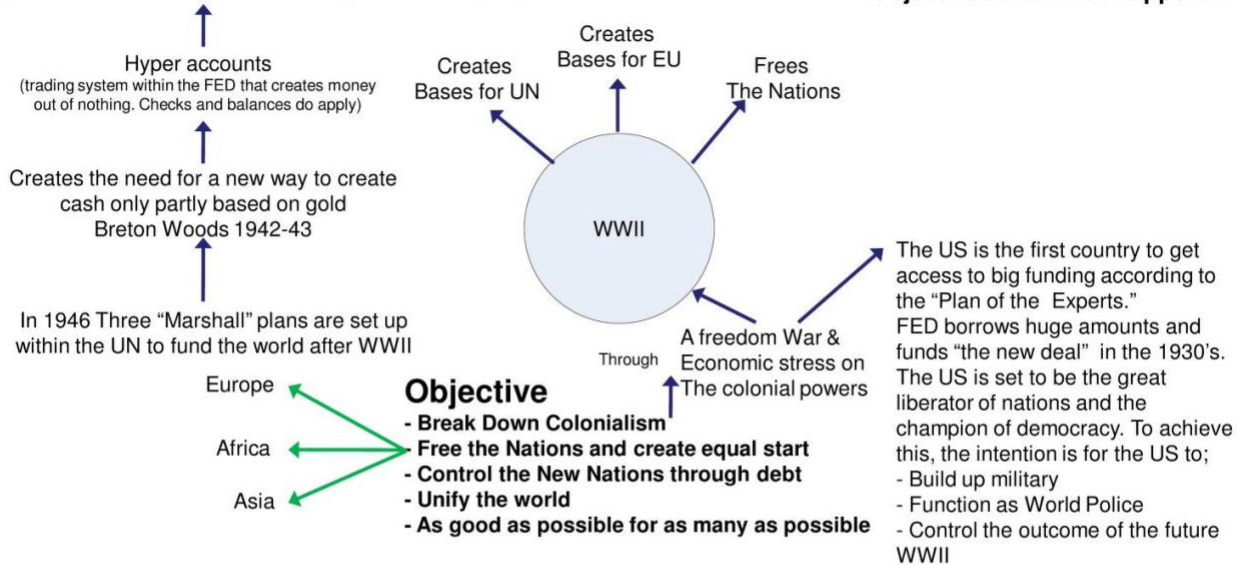 Hyper accounts
(trading system within the FED that creates money
out of nothing. Checks and balances do apply)
Creates the need for a new way to create
cash only partly based on gold
Breton Woods 1942-43
In 1946 Three “Marshall” plans are set up
within the UN to fund the world after WWII
Europe
Africa
Asia
Creates
Bases for UN
Creates
Bases for EU
Frees
The Nations
WWII
Through
A freedom War &
Economic stress on
The colonial powers
Objective
- Break Down Colonialism
- Free the Nations and create equal start
- Control the New Nations through debt
- Unify the world
- As good as possible for as many as possible
The US is the first country to get
access to big funding according to
the “Plan of the Experts.”
FED borrows huge amounts and
funds “the new deal” in the 1930’s.
The US is set to be the great
liberator of nations and the
champion of democracy. To achieve
this, the intention is for the US to;
- Build up military
- Function as World Police
- Control the outcome of the future
WWII